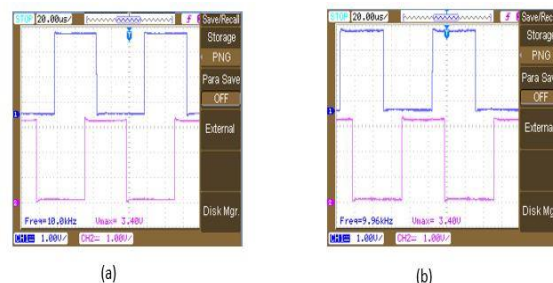 STOP 20.00us/ Save/Recall
Storage
PNG
Para Save
OFF
External
Disk Mgr.
Freq=10.0kHz Vmax= 3.40V
CH1= 1.00V/ CH2= 1.00V/
(a)
STOP 20.00us/ Save/Recall
Storage
PNG
Para Save
OFF
External
Disk Mgr.
Freq=9.96kHz Vmax= 3.40V
CH1= 1.00V/ CH2= 1.00V/
(b)